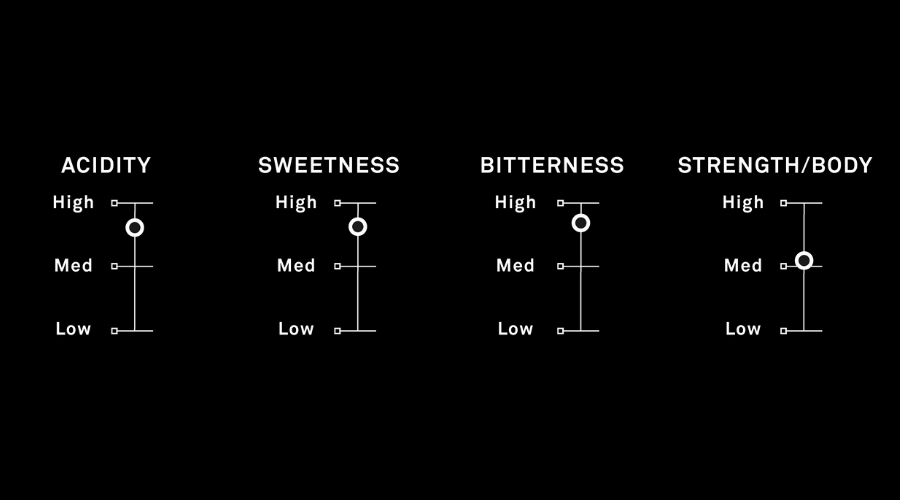 ACIDITY
High
Med
Low
SWEETNESS
High
Med
Low
BITTERNESS
High
Med
Low
STRENGTH/BODY
High
Med
Low